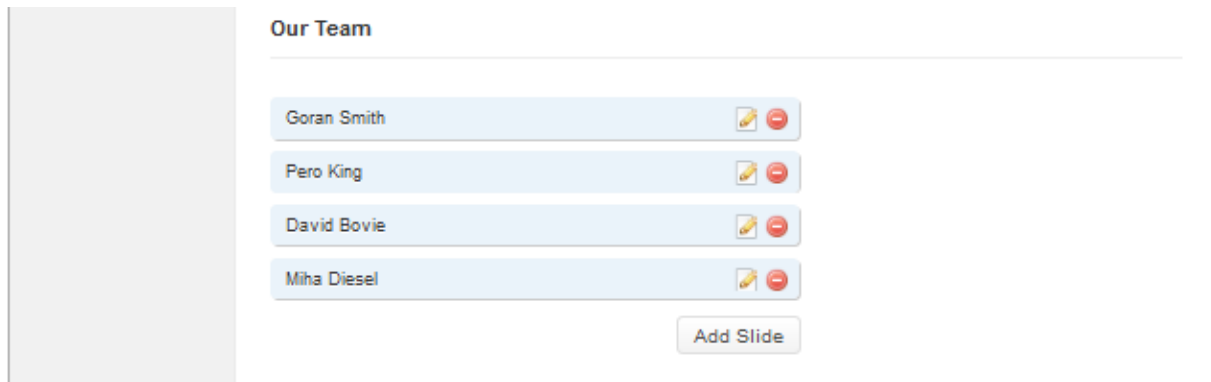 Our Team
Goran Smith
Pero King
David Bovie
Miha Diesel
Add Slide